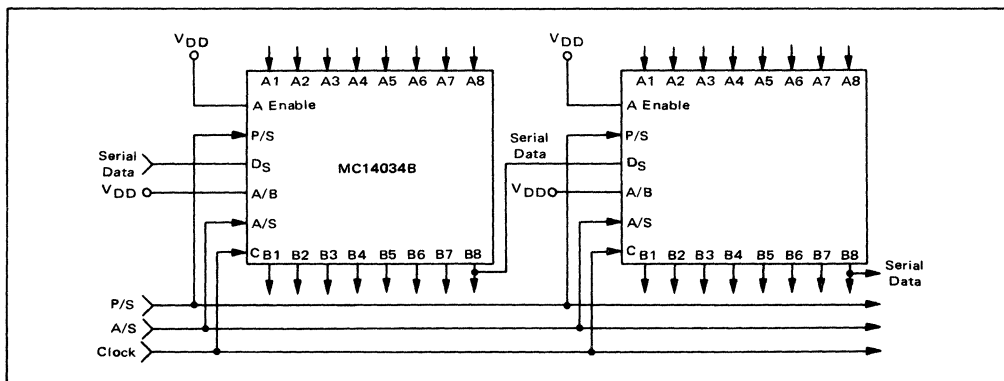 VDD VDD
A1 A2 A3 A4 A5 A6 A7 A8 A1 A2 A3 A4 A5 A6 A7 A8
A Enable A Enable
P/S Serial P/S
Serial Data DS MC14034B Data DS
VDD A/B VDD A/B
A/S A/S
C B1 B2 B3 B4 B5 B6 B7 B8 C B1 B2 B3 B4 B5 B6 B7 B8 Serial Data
P/S
A/S
Clock